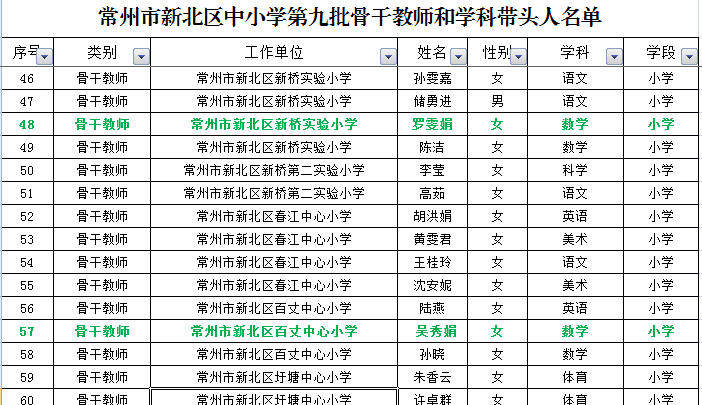 常州市新北区中小学第九批骨干教师和学科带头人名单
序号 类别 工作单位 姓名 性别 学科 学段
46 骨干教师 常州市新北区新桥实验小学 孙雯嘉 女 语文 小学
47 骨干教师 常州市新北区新桥实验小学 储勇进 男 语文 小学
48 骨干教师 常州市新北区新桥实验小学 罗雯娟 女 数学 小学
49 骨干教师 常州市新北区新桥实验小学 陈洁 女 数学 小学
50 骨干教师 常州市新北区新桥第二实验小学 李莹 女 科学 小学
51 骨干教师 常州市新北区新桥第二实验小学 高茹 女 语文 小学
52 骨干教师 常州市新北区春江中心小学 胡洪娟 女 英语 小学
53 骨干教师 常州市新北区春江中心小学 黄雯君 女 美术 小学
54 骨干教师 常州市新北区春江中心小学 王桂玲 女 语文 小学
55 骨干教师 常州市新北区春江中心小学 沈安妮 女 美术 小学
56 骨干教师 常州市新北区百丈中心小学 陆燕 女 英语 小学
57 骨干教师 常州市新北区百丈中心小学 吴秀娟 女 数学 小学
58 骨干教师 常州市新北区百丈中心小学 孙晓 女 数学 小学
59 骨干教师 常州市新北区圩塘中心小学 朱香云 女 体育 小学
60 骨干教师 常州市新北区圩塘中心小学 许卓群 女 体育 小学